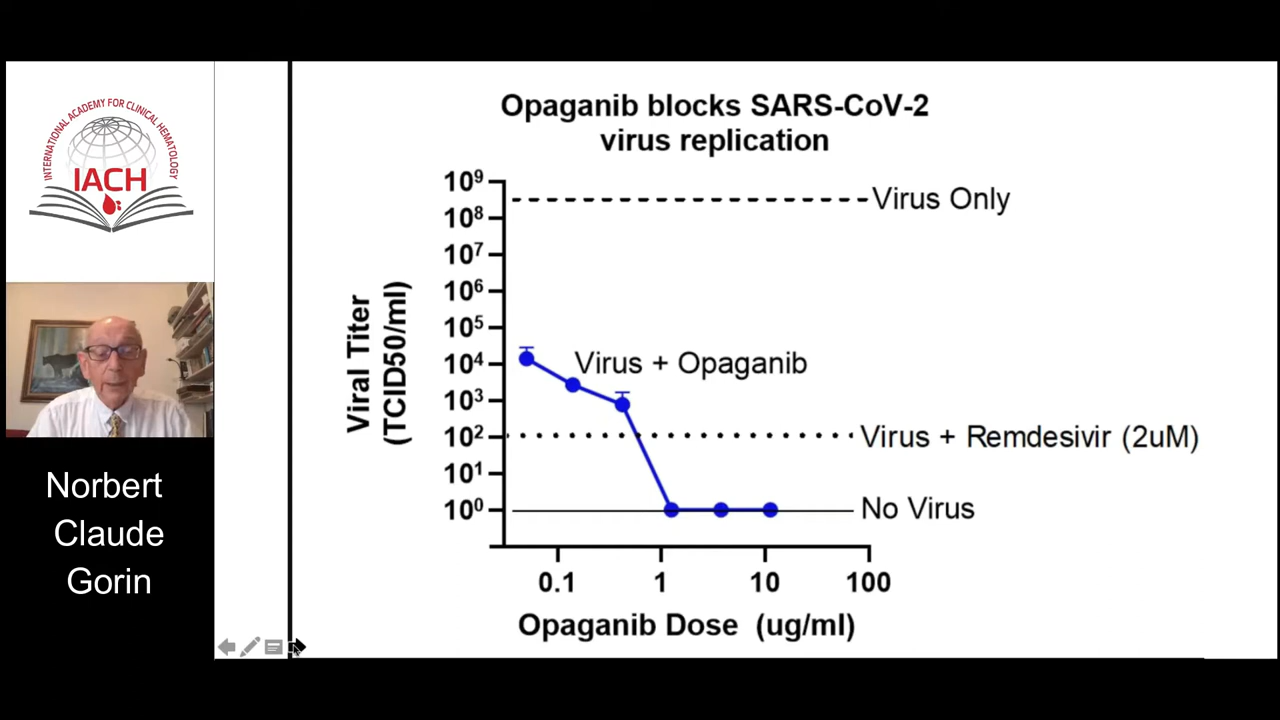 INTERNATIONAL ACADEMY FOR CLINICAL HEMATOLOGY
IACH
Norbert
Claude
Gorin
Opaganib blocks SARS-CoV-2
virus replication
Viral Titer
(TCID50/ml)
10⁹
10⁸
10⁷
10⁶
10⁵
10⁴
10³
10²
10¹
10⁰
Virus Only
Virus + Opaganib
Virus + Remdesivir (2uM)
No Virus
0.1 1 10 100
Opaganib Dose (ug/ml)